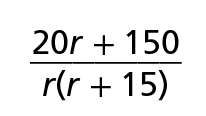 20r + 150
r(r + 15)